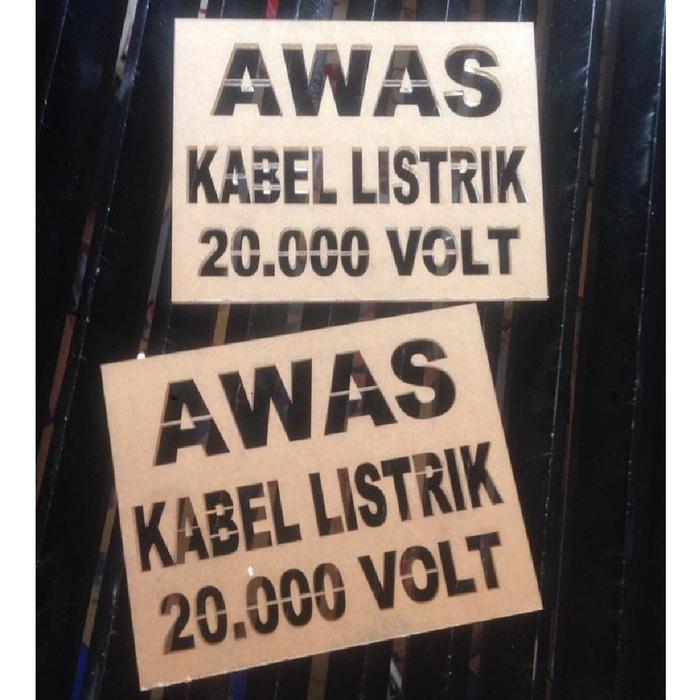 AWAS
KABEL LISTRIK
20.000 VOLT
AWAS
KABEL LISTRIK
20.000 VOLT